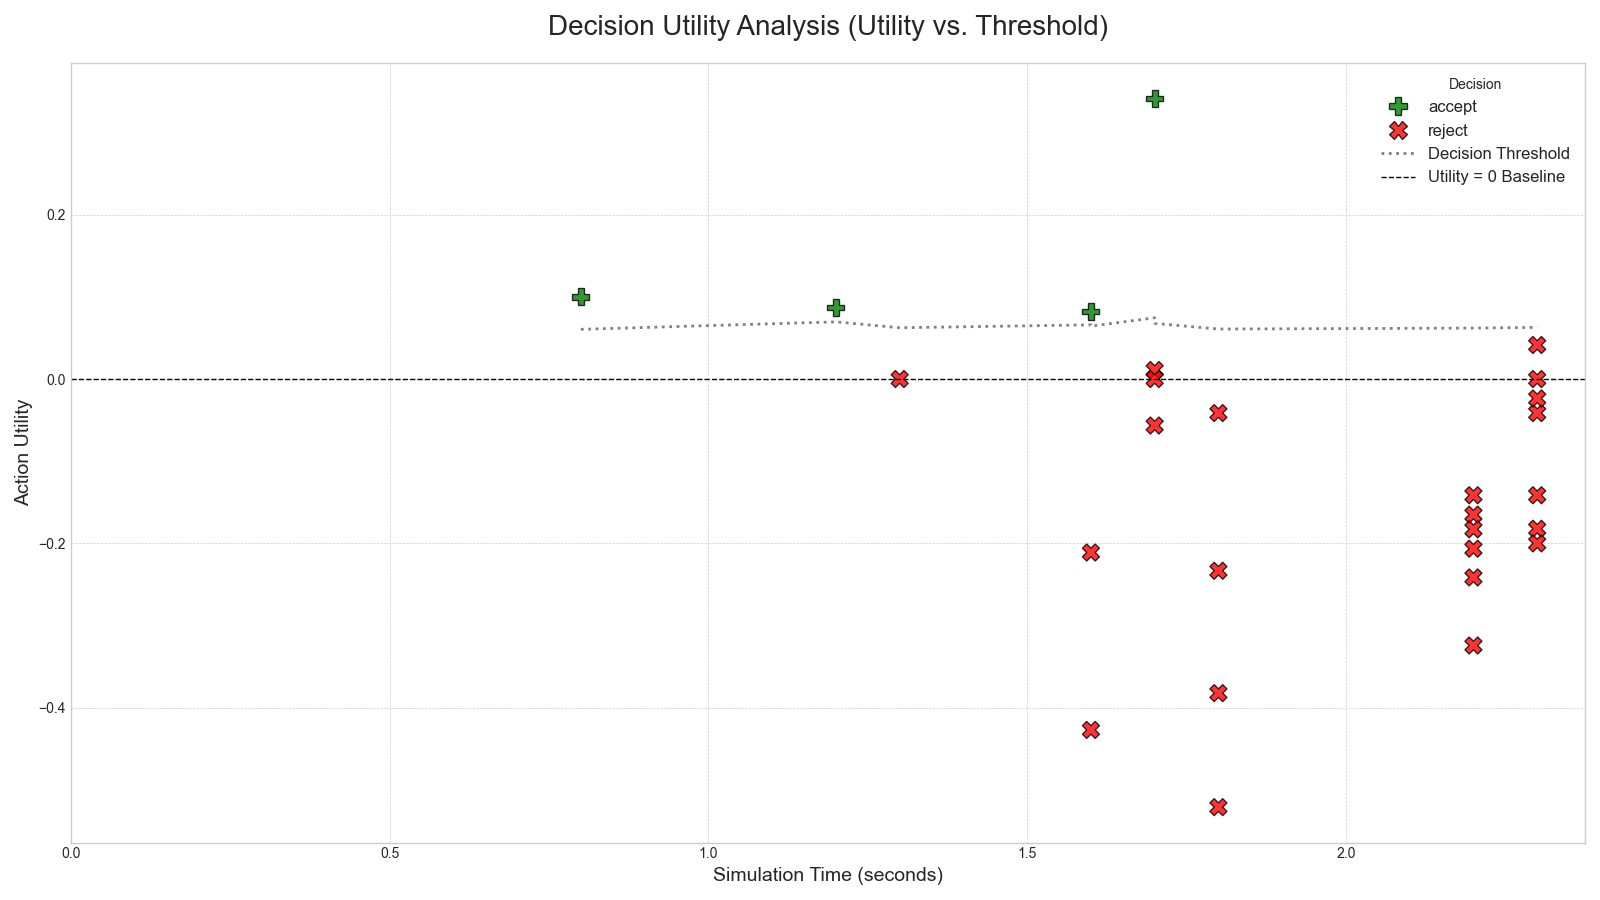 Decision Utility Analysis (Utility vs. Threshold)
Decision
accept
reject
Decision Threshold
Utility = 0 Baseline
0.2
0.0
−0.2
−0.4
Action Utility
0.0 0.5 1.0 1.5 2.0
Simulation Time (seconds)